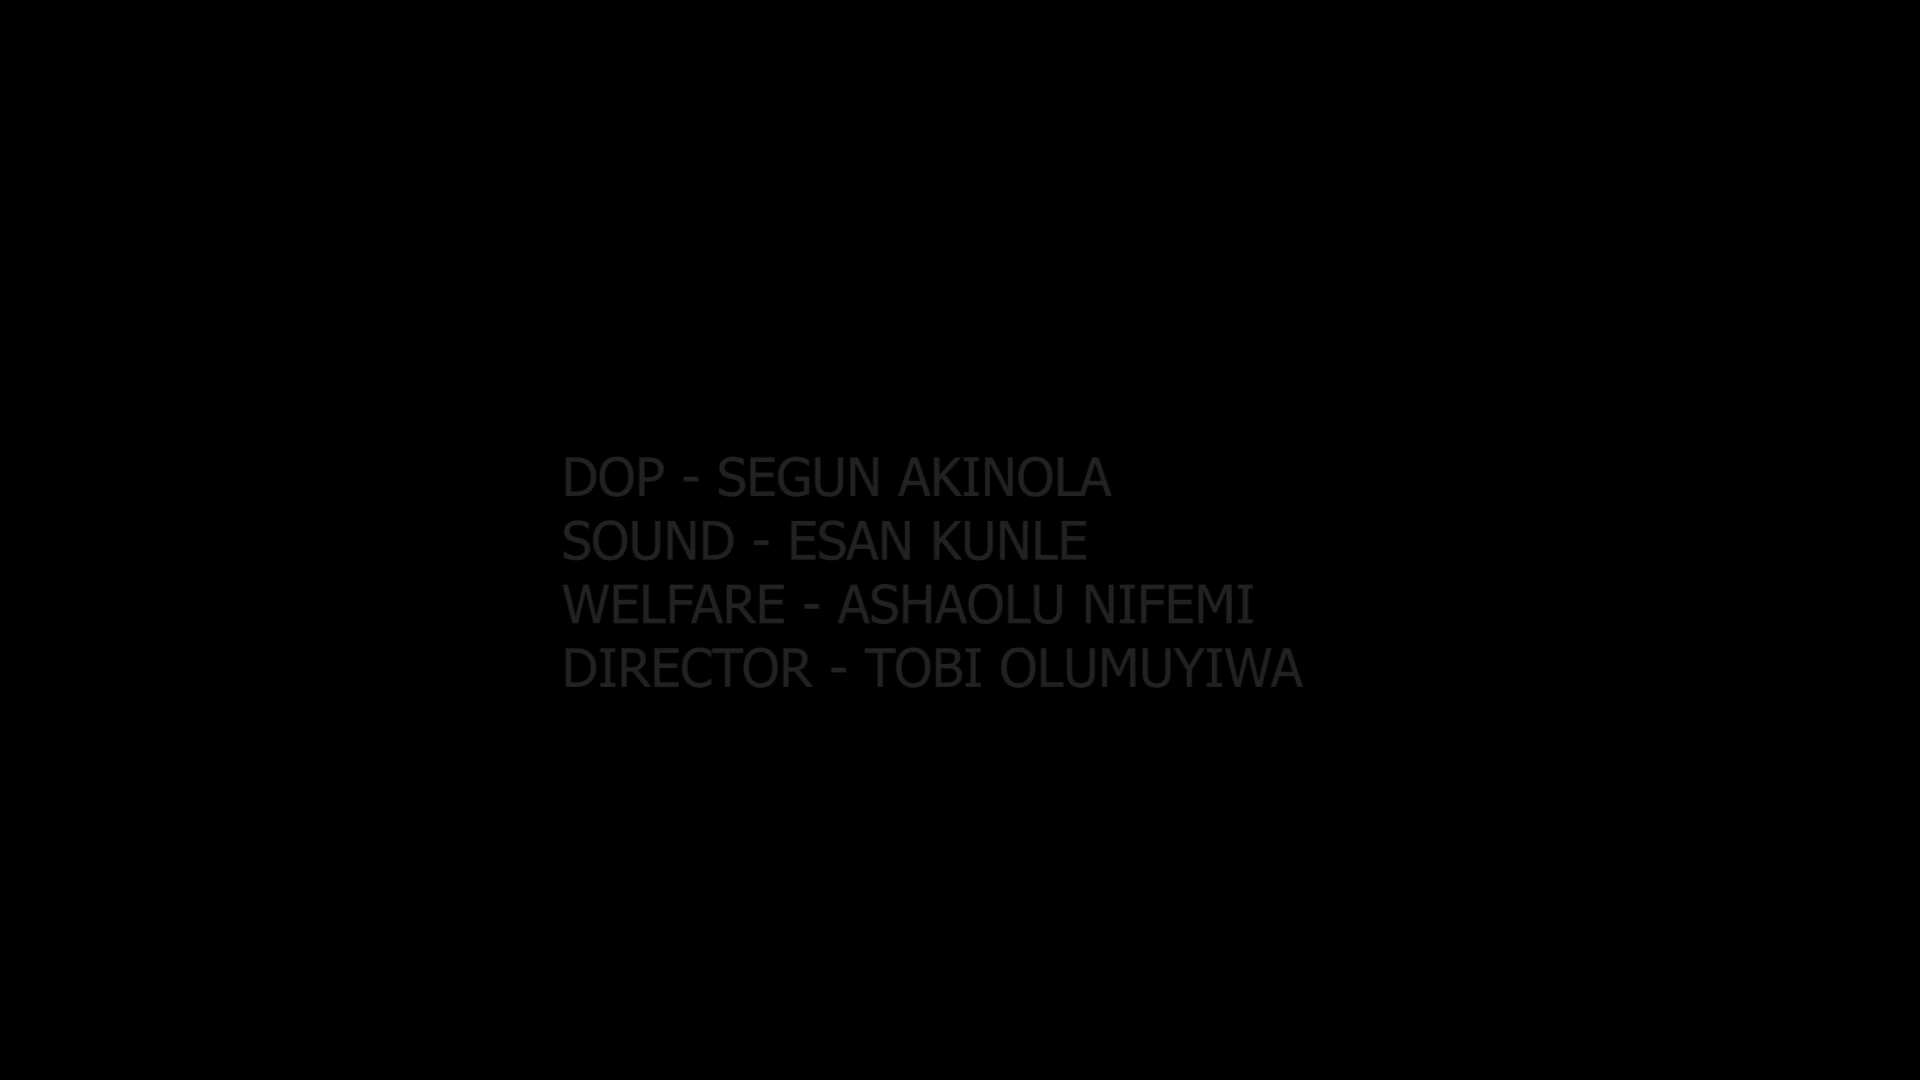 DOP - SEGUN AKINOLA
SOUND - ESAN KUNLE
WELFARE - ASHAOLU NIFEMI
DIRECTOR - TOBI OLUMUYIWA